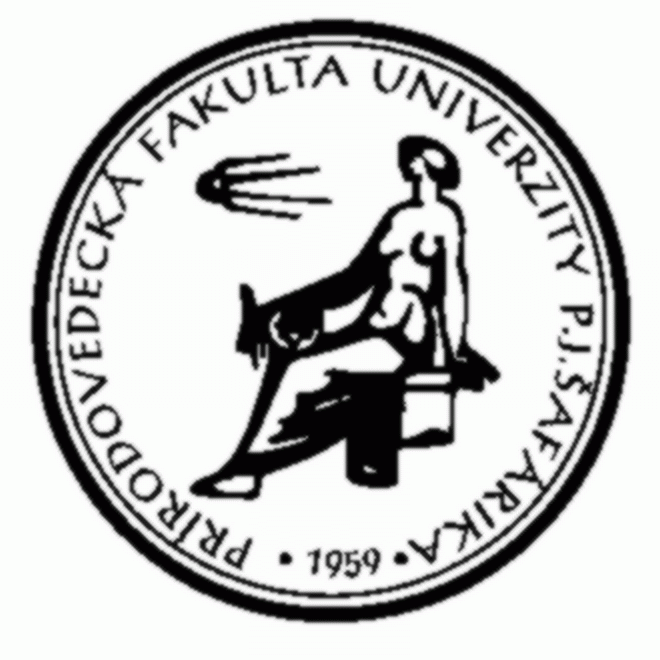 PRÍRODOVEDECKÁ FAKULTA UNIVERZITY P.J.ŠAFÁRIKA
• 1959 •